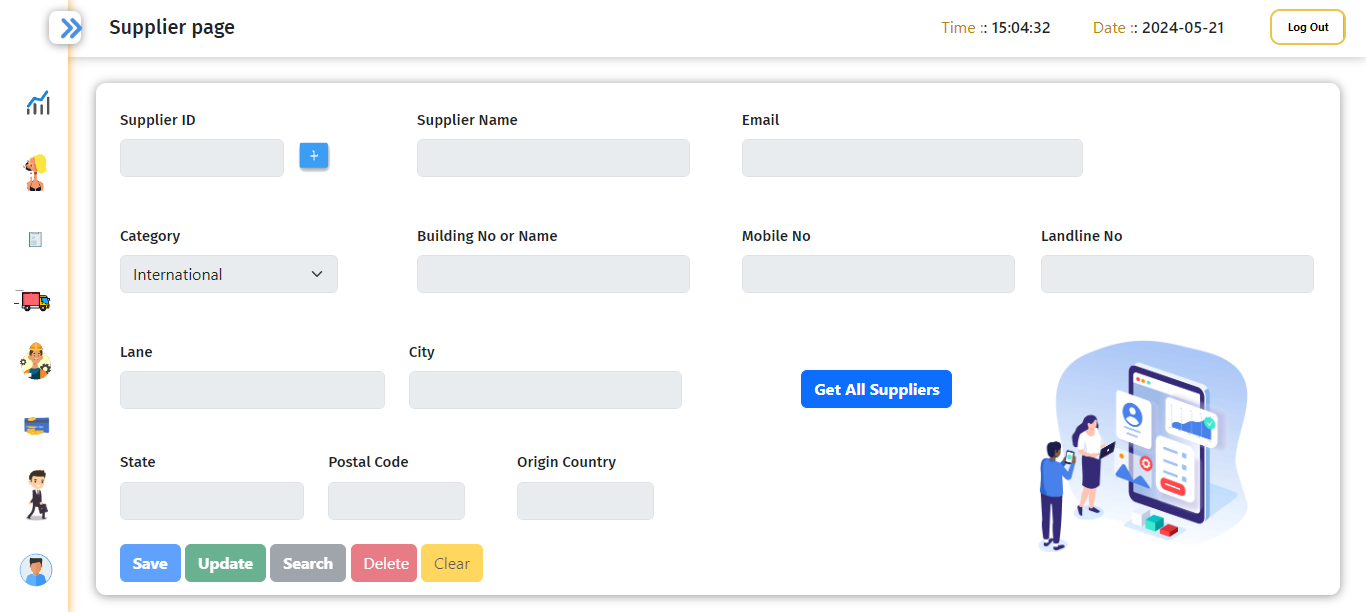 Supplier page
Time :: 15:04:32
Date :: 2024-05-21
Log Out
Supplier ID
Supplier Name
Email
+
Category
Building No or Name
Mobile No
Landline No
International
Lane
City
Get All Suppliers
State
Postal Code
Origin Country
Save
Update
Search
Delete
Clear